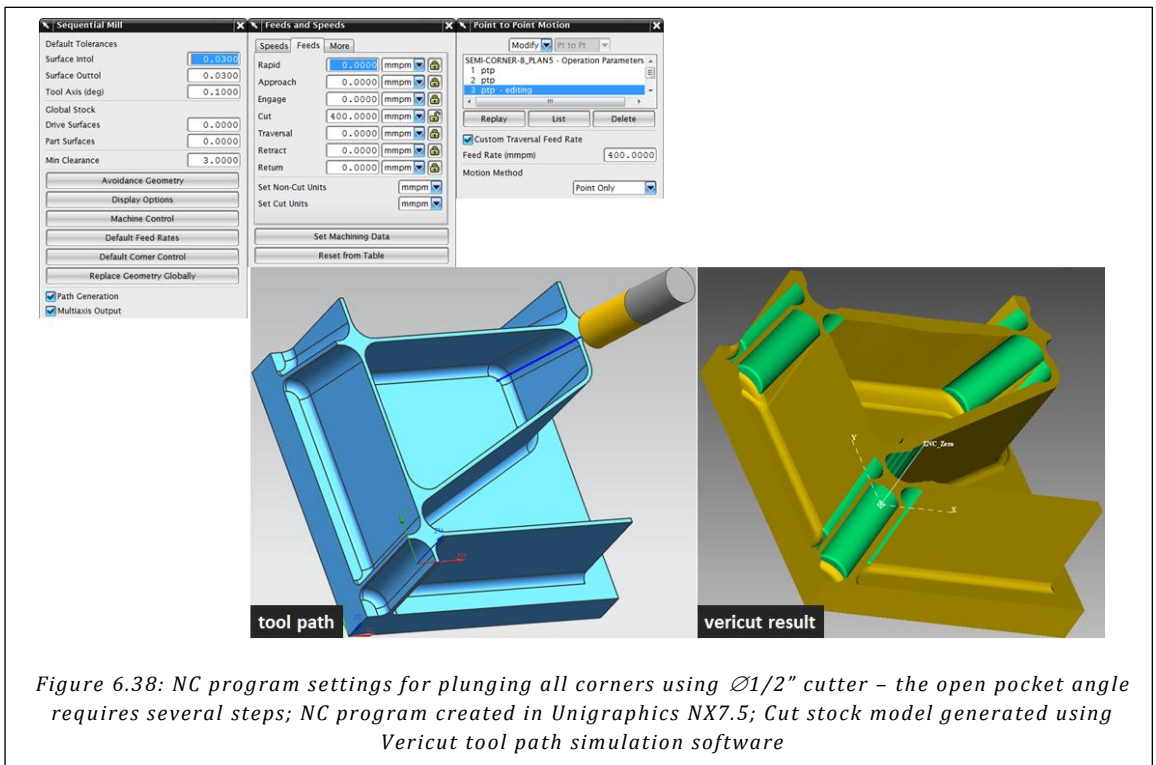 Sequential Mill
Default Tolerances
Surface Intol 0.0300
Surface Outtol 0.0300
Tool Axis (deg) 0.1000
Global Stock
Drive Surfaces 0.0000
Part Surfaces 0.0000
Min Clearance 3.0000
Avoidance Geometry
Display Options
Machine Control
Default Feed Rates
Default Corner Control
Replace Geometry Globally
Path Generation
Multiaxis Output
Feeds and Speeds
Speeds Feeds More
Rapid 0.0000 mmpm
Approach 0.0000 mmpm
Engage 0.0000 mmpm
Cut 400.0000 mmpm
Traversal 0.0000 mmpm
Retract 0.0000 mmpm
Return 0.0000 mmpm
Set Non-Cut Units mmpm
Set Cut Units mmpm
Set Machining Data
Reset from Table
Point to Point Motion
Modify Pt to Pt
SEMI-CORNER-8_PLAN5 - Operation Parameters
1 ptp
2 ptp
3 ptp - editing
Replay List Delete
Custom Traversal Feed Rate
Feed Rate (mmpm) 400.0000
Motion Method
Point Only
tool path
Y
ZNC_Zero
X
vericut result
Figure 6.38: NC program settings for plunging all corners using ∅1/2” cutter – the open pocket angle
requires several steps; NC program created in Unigraphics NX7.5; Cut stock model generated using
Vericut tool path simulation software